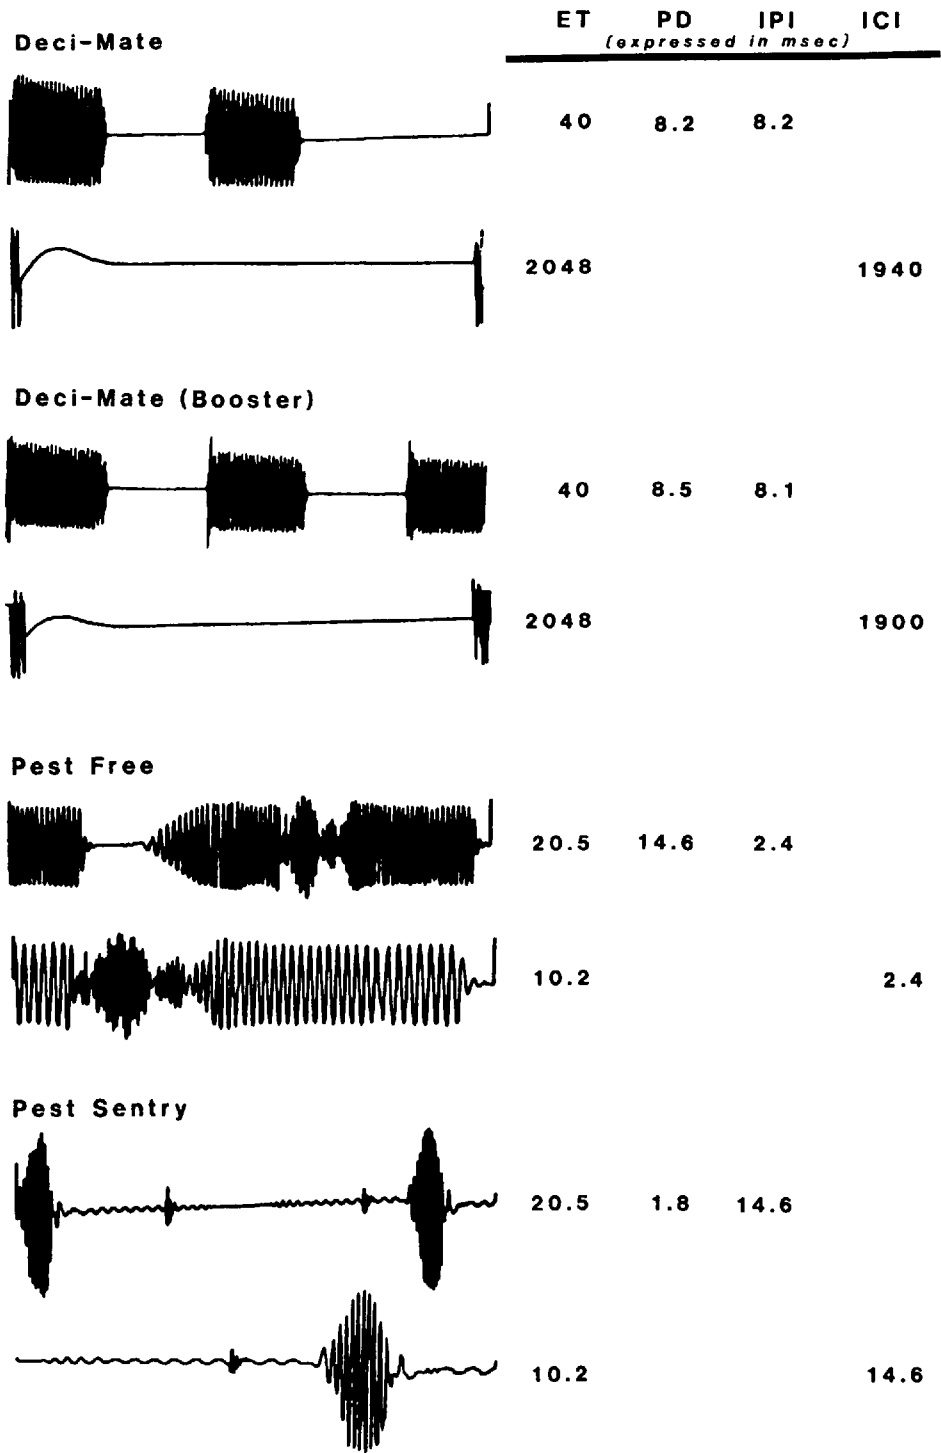 ET PD IPI ICI
(expressed in msec)
Deci-Mate
40 8.2 8.2
2048 1940
Deci-Mate (Booster)
40 8.5 8.1
2048 1900
Pest Free
20.5 14.6 2.4
10.2 2.4
Pest Sentry
20.5 1.8 14.6
10.2 14.6